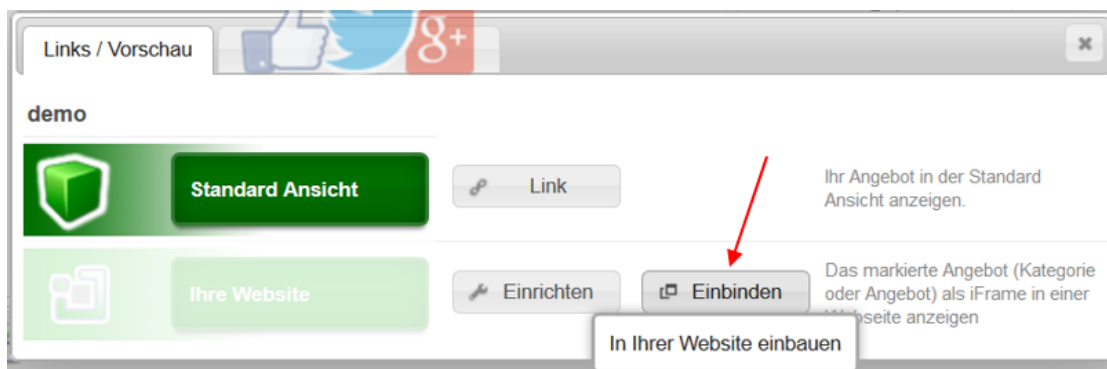 Links / Vorschau
g+
demo
Standard Ansicht
Link
Ihr Angebot in der Standard
Ansicht anzeigen.
Ihre Website
Einrichten
Einbinden
Das markierte Angebot (Kategorie
oder Angebot) als iFrame in einer
Webseite anzeigen
In Ihrer Website einbauen